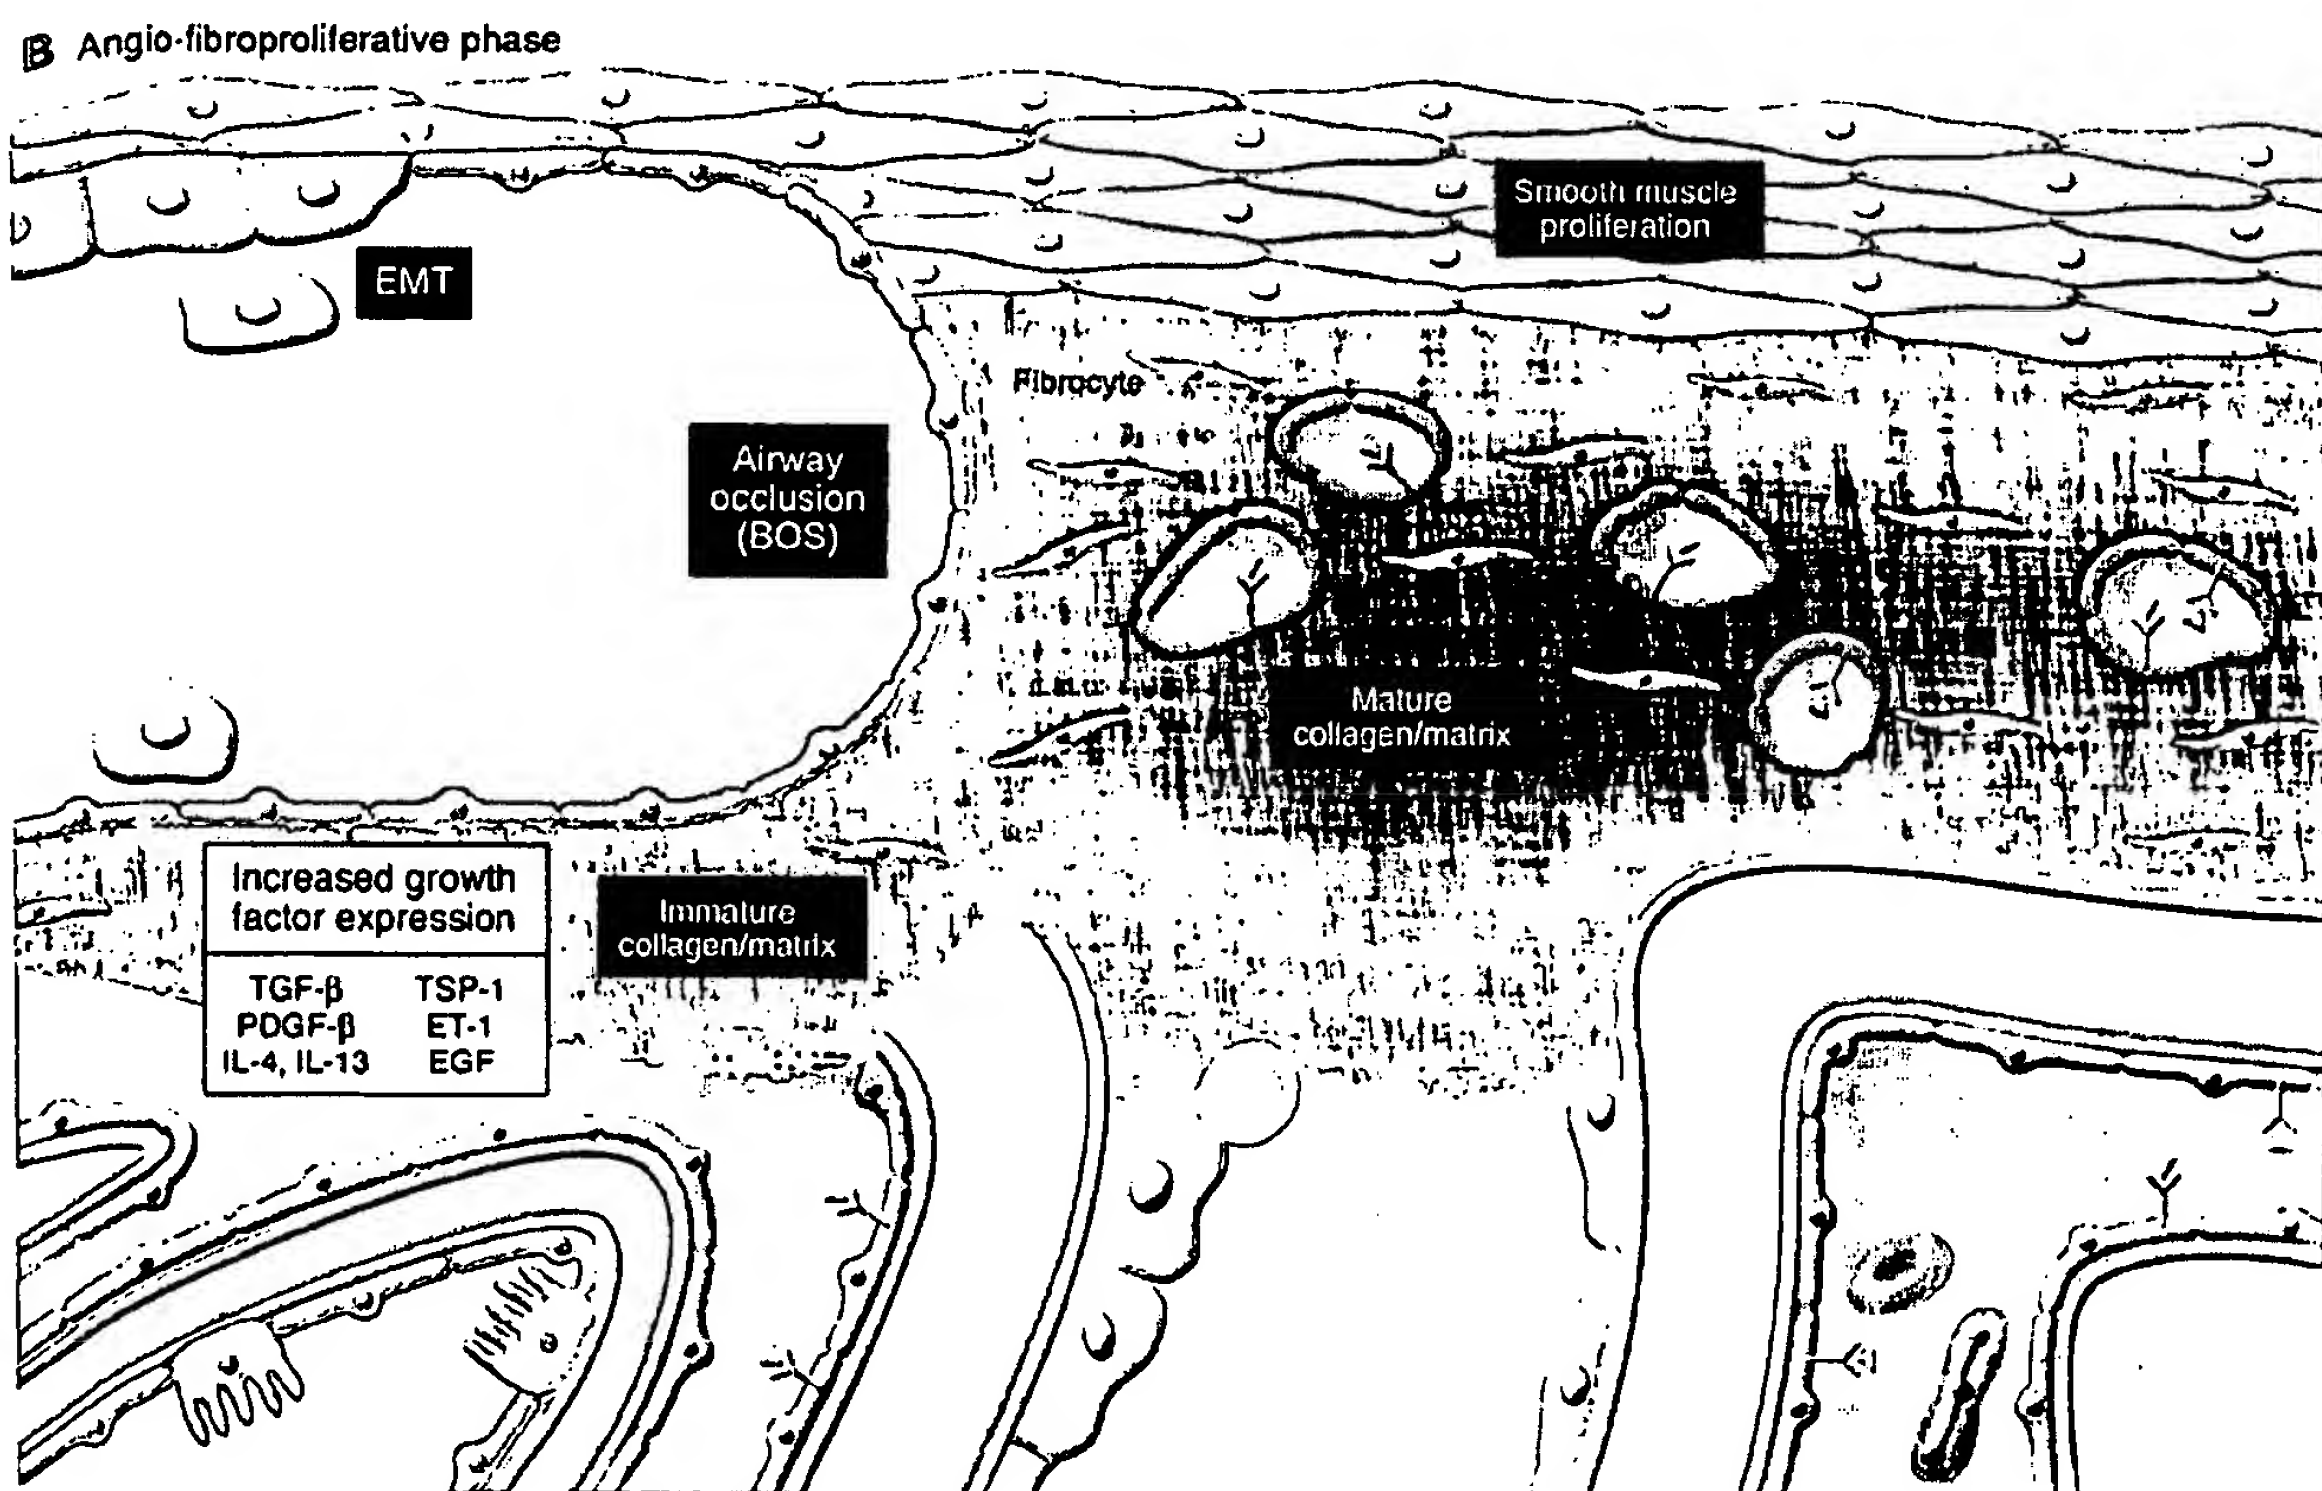 B Angio-fibroproliferative phase
Smooth muscle
proliferation
EMT
Fibrocyte
Airway
occlusion
(BOS)
Mature
collagen/matrix
Increased growth
factor expression
TGF-β TSP-1
PDGF-β ET-1
IL-4, IL-13 EGF
Immature
collagen/matrix